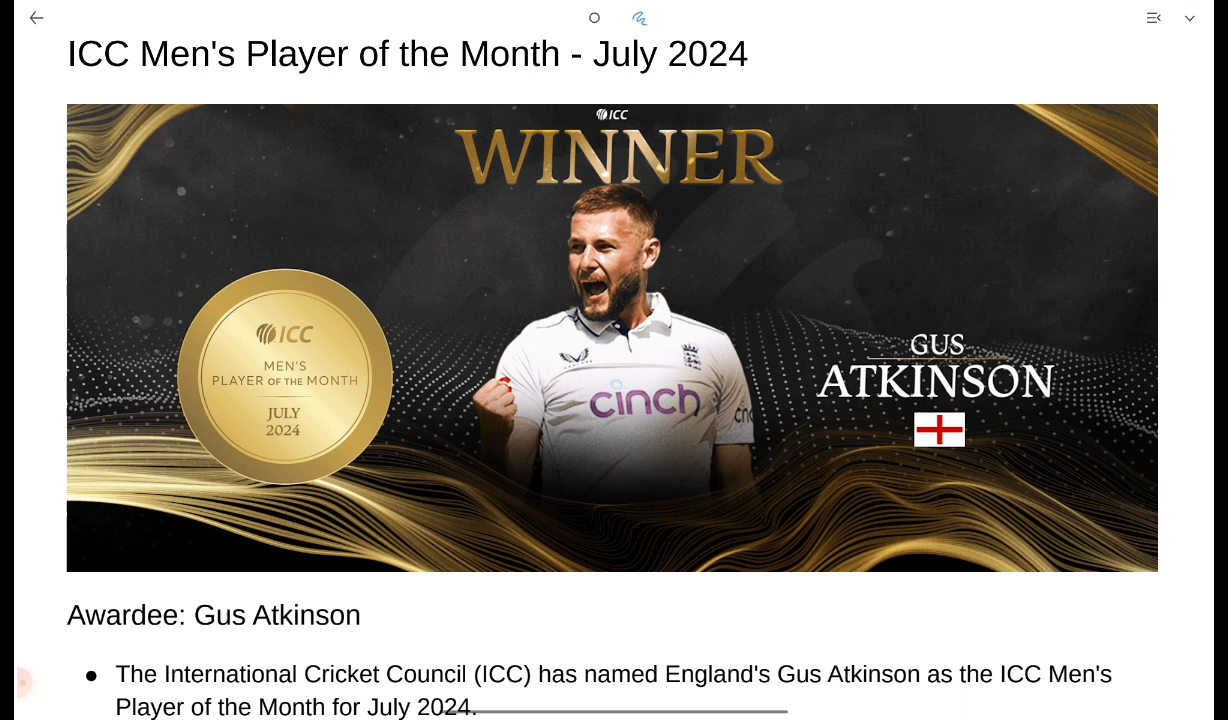 ICC Men's Player of the Month - July 2024
ICC
WINNER
ICC
MEN'S
PLAYER OF THE MONTH
JULY
2024
cinch
GUS
ATKINSON
Awardee: Gus Atkinson
● The International Cricket Council (ICC) has named England's Gus Atkinson as the ICC Men's
Player of the Month for July 2024.